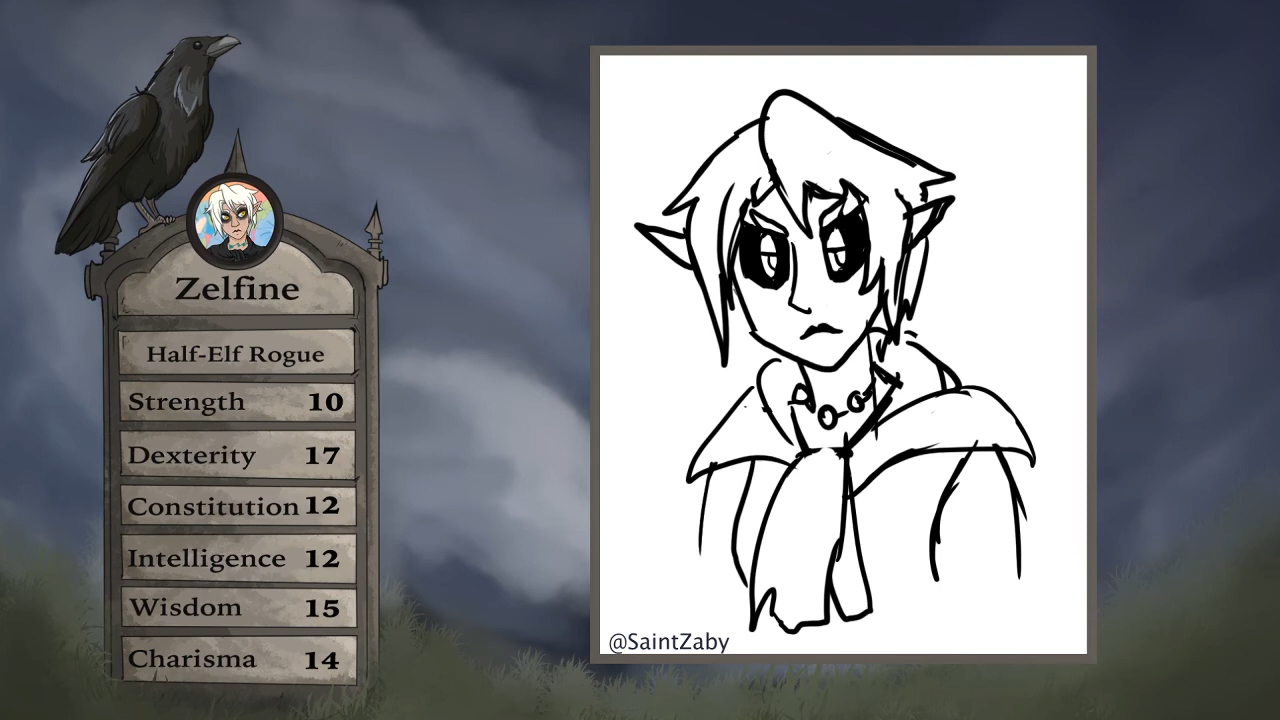 Zelfine
Half-Elf Rogue
Strength 10
Dexterity 17
Constitution 12
Intelligence 12
Wisdom 15
Charisma 14
@SaintZaby